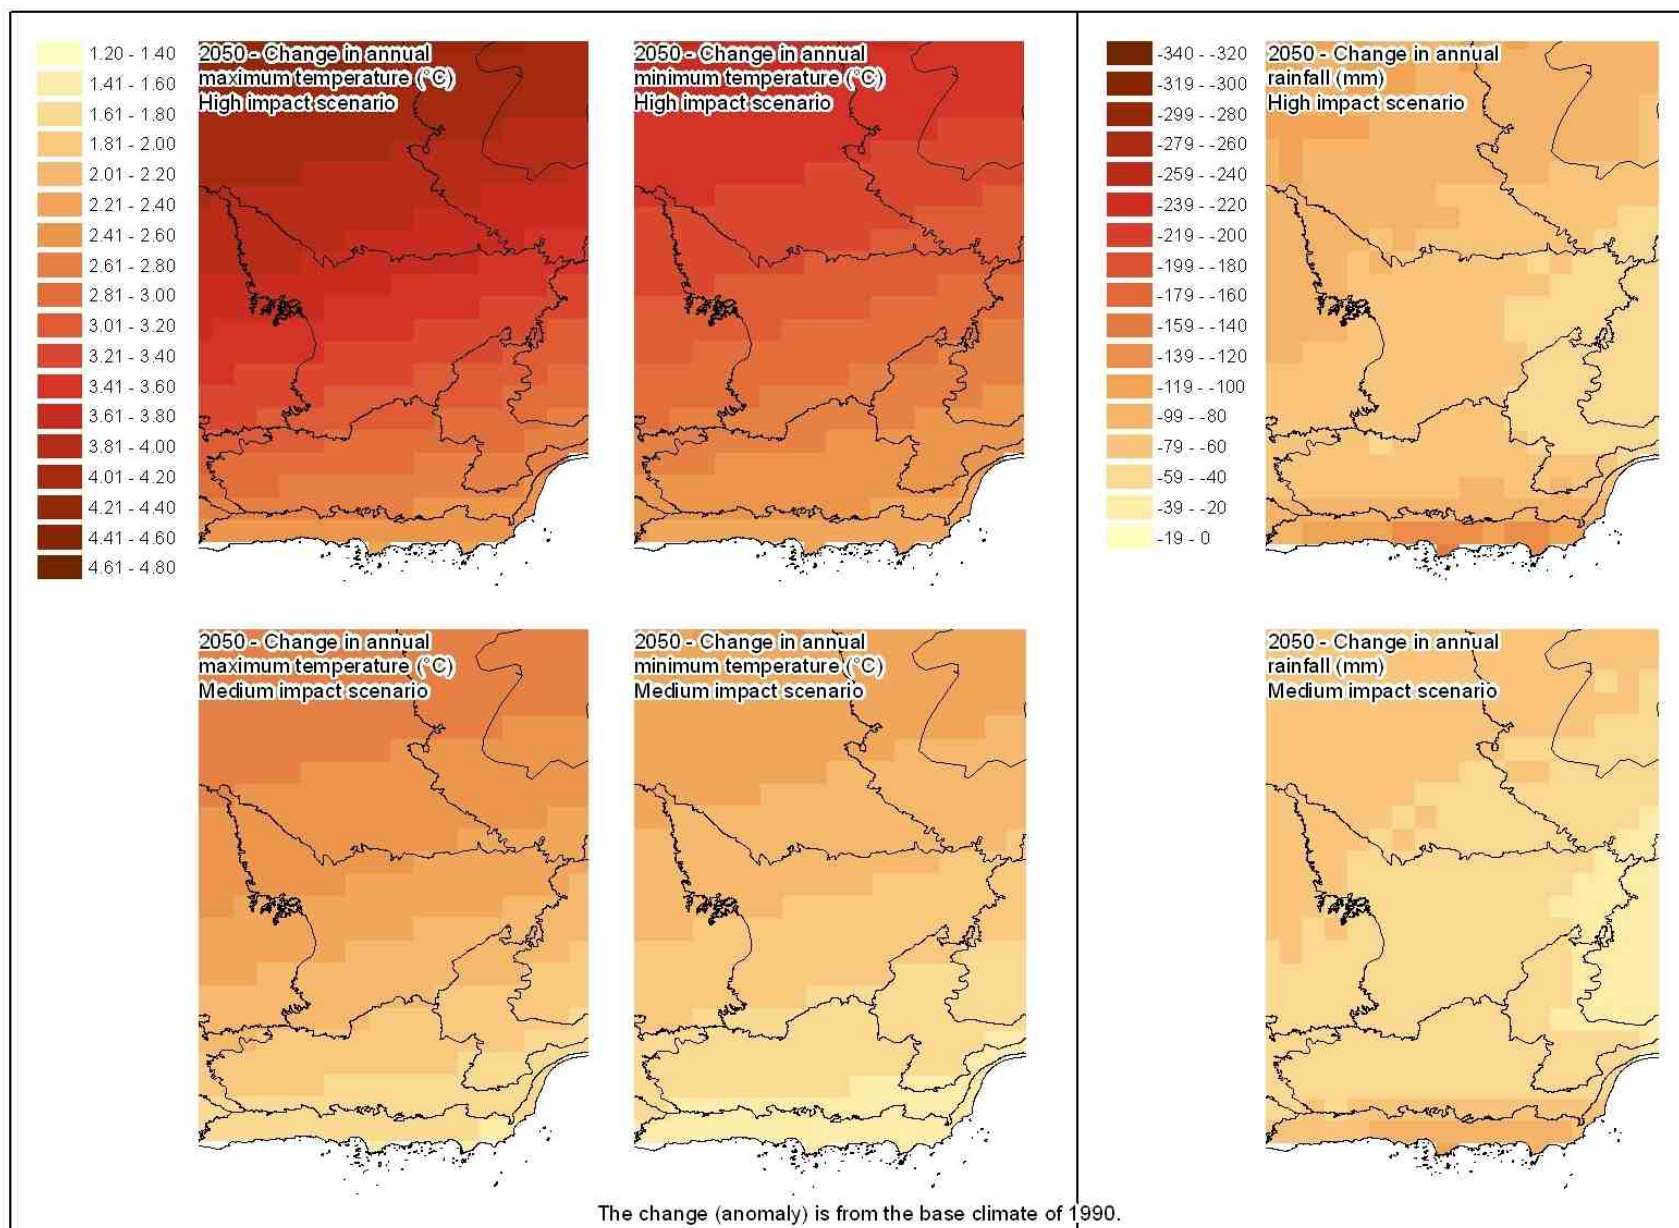 1.20 - 1.40
1.41 - 1.60
1.61 - 1.80
1.81 - 2.00
2.01 - 2.20
2.21 - 2.40
2.41 - 2.60
2.61 - 2.80
2.81 - 3.00
3.01 - 3.20
3.21 - 3.40
3.41 - 3.60
3.61 - 3.80
3.81 - 4.00
4.01 - 4.20
4.21 - 4.40
4.41 - 4.60
4.61 - 4.80
2050 - Change in annual
maximum temperature (°C)
High impact scenario
2050 - Change in annual
minimum temperature (°C)
High impact scenario
-340 - -320
-319 - -300
-299 - -280
-279 - -260
-259 - -240
-239 - -220
-219 - -200
-199 - -180
-179 - -160
-159 - -140
-139 - -120
-119 - -100
-99 - -80
-79 - -60
-59 - -40
-39 - -20
-19 - 0
2050 - Change in annual
rainfall (mm)
High impact scenario
2050 - Change in annual
maximum temperature (°C)
Medium impact scenario
2050 - Change in annual
minimum temperature (°C)
Medium impact scenario
2050 - Change in annual
rainfall (mm)
Medium impact scenario
The change (anomaly) is from the base climate of 1990.